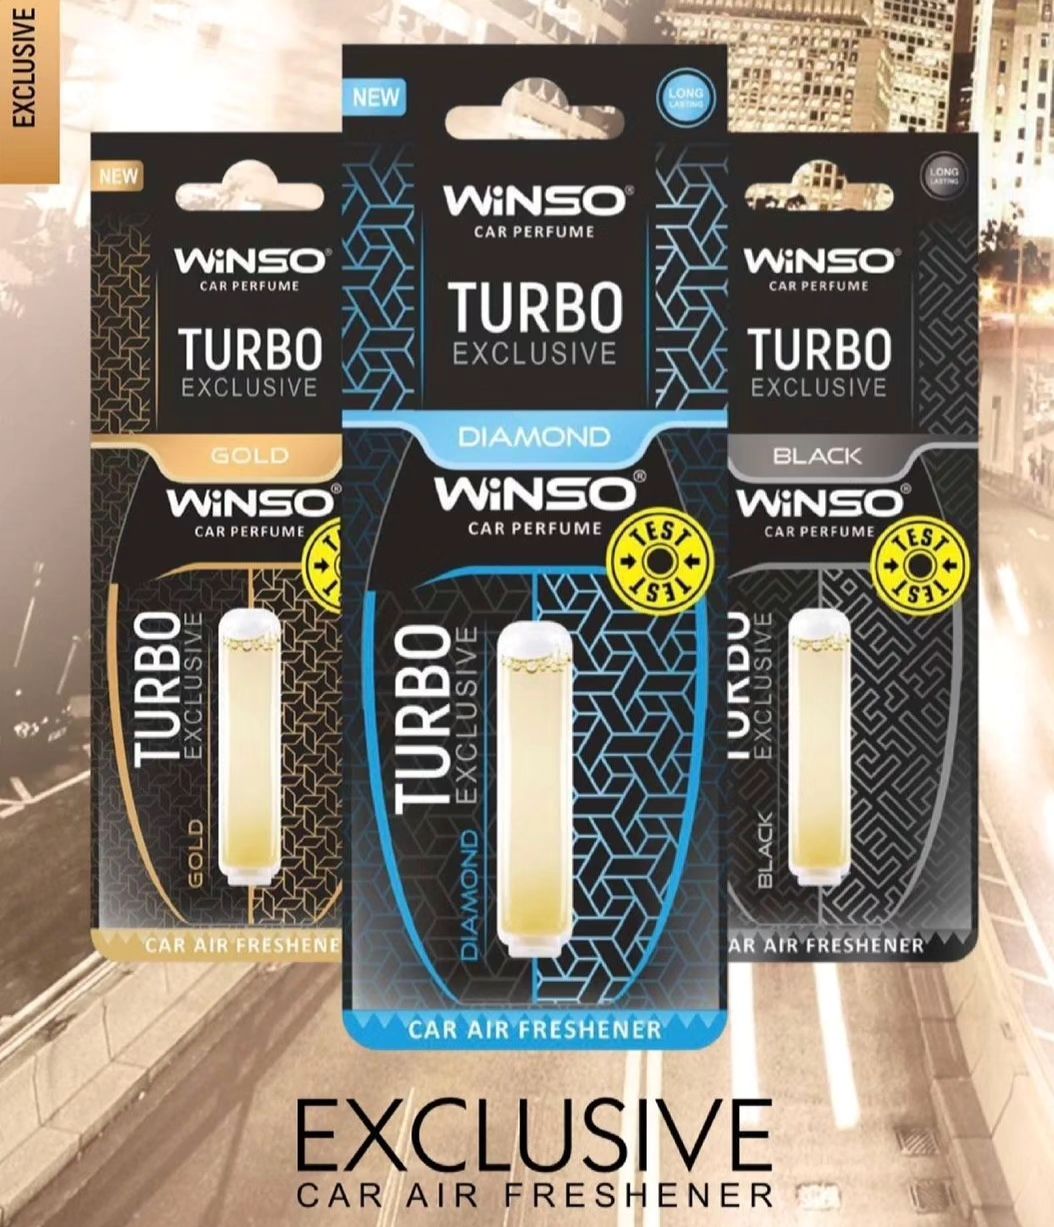 EXCLUSIVE
NEW
WiNSO®
CAR PERFUME
TURBO
EXCLUSIVE
GOLD
WiNSO®
CAR PERFUME
TURBO
EXCLUSIVE
GOLD
CAR AIR FRESHENE
NEW
LONG
LASTING
WiNSO®
CAR PERFUME
TURBO
EXCLUSIVE
DIAMOND
WiNSO®
CAR PERFUME
TEST
TEST
TURBO
EXCLUSIVE
DIAMOND
CAR AIR FRESHENER
LONG
LASTING
WiNSO®
CAR PERFUME
TURBO
EXCLUSIVE
BLACK
WiNSO®
CAR PERFUME
TEST
TEST
TURBO
EXCLUSIVE
BLACK
AR AIR FRESHENER
EXCLUSIVE
CAR AIR FRESHENER